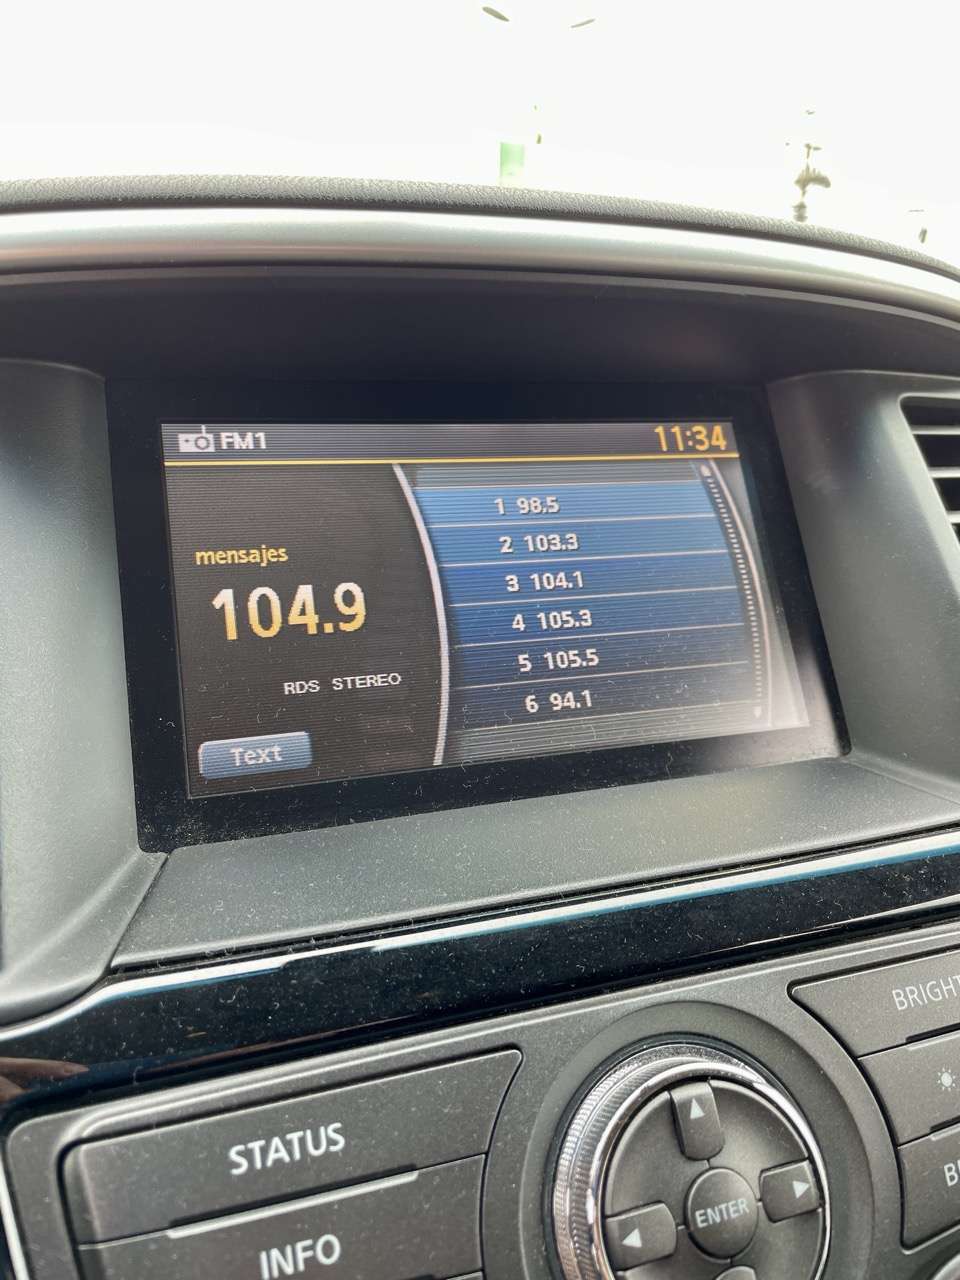 FM1
11:34
mensajes
104.9
RDS STEREO
Text
1 98.5
2 103.3
3 104.1
4 105.3
5 105.5
6 94.1
STATUS
INFO
ENTER